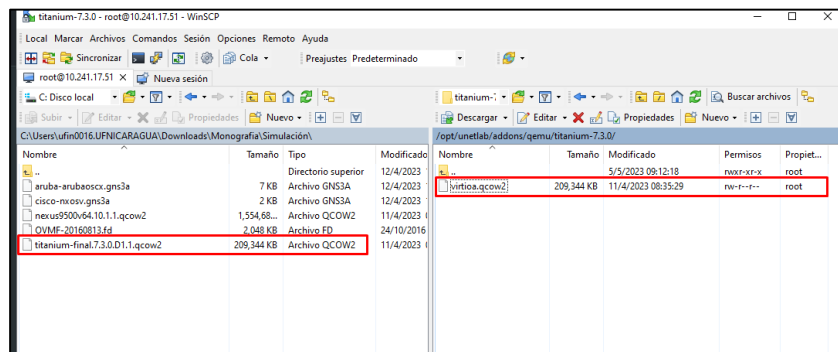 titanium-7.3.0 - root@10.241.17.51 - WinSCP
Local Marcar Archivos Comandos Sesión Opciones Remoto Ayuda
Sincronizar Cola Preajustes Predeterminado
root@10.241.17.51 × Nueva sesión
C: Disco local titanium-7 Buscar archivos
Subir Editar Propiedades Nuevo Descargar Editar Propiedades Nuevo
C:\Users\ufin0016.UFNICARAGUA\Downloads\Monografia\Simulación\ /opt/unetlab/addons/qemu/titanium-7.3.0/
Nombre Tamaño Tipo Modificado Nombre Tamaño Modificado Permisos Propiet...
.. Directorio superior 12/4/2023 .. 5/5/2023 09:12:18 rwxr-xr-x root
aruba-arubaoscx.gns3a 7 KB Archivo GNS3A 12/4/2023 virtioa.qcow2 209,344 KB 11/4/2023 08:35:29 rw-r--r-- root
cisco-nxosv.gns3a 2 KB Archivo GNS3A 12/4/2023
nexus9500v64.10.1.1.qcow2 1,554,68... Archivo QCOW2 11/4/2023
OVMF-20160813.fd 2,048 KB Archivo FD 24/10/2016
titanium-final.7.3.0.D1.1.qcow2 209,344 KB Archivo QCOW2 11/4/2023